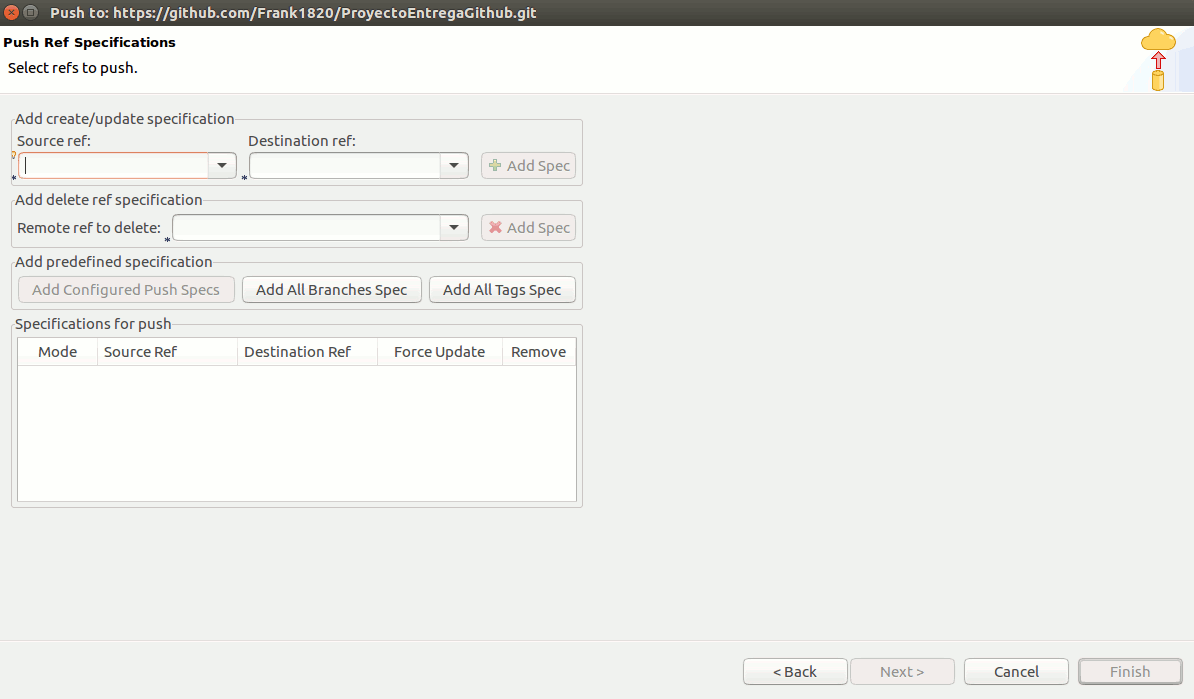 Push to: https://github.com/Frank1820/ProyectoEntregaGithub.git
Push Ref Specifications
Select refs to push.
Add create/update specification
Source ref: Destination ref:
* * Add Spec
Add delete ref specification
Remote ref to delete: * Add Spec
Add predefined specification
Add Configured Push Specs Add All Branches Spec Add All Tags Spec
Specifications for push
Mode Source Ref Destination Ref Force Update Remove
< Back Next > Cancel Finish